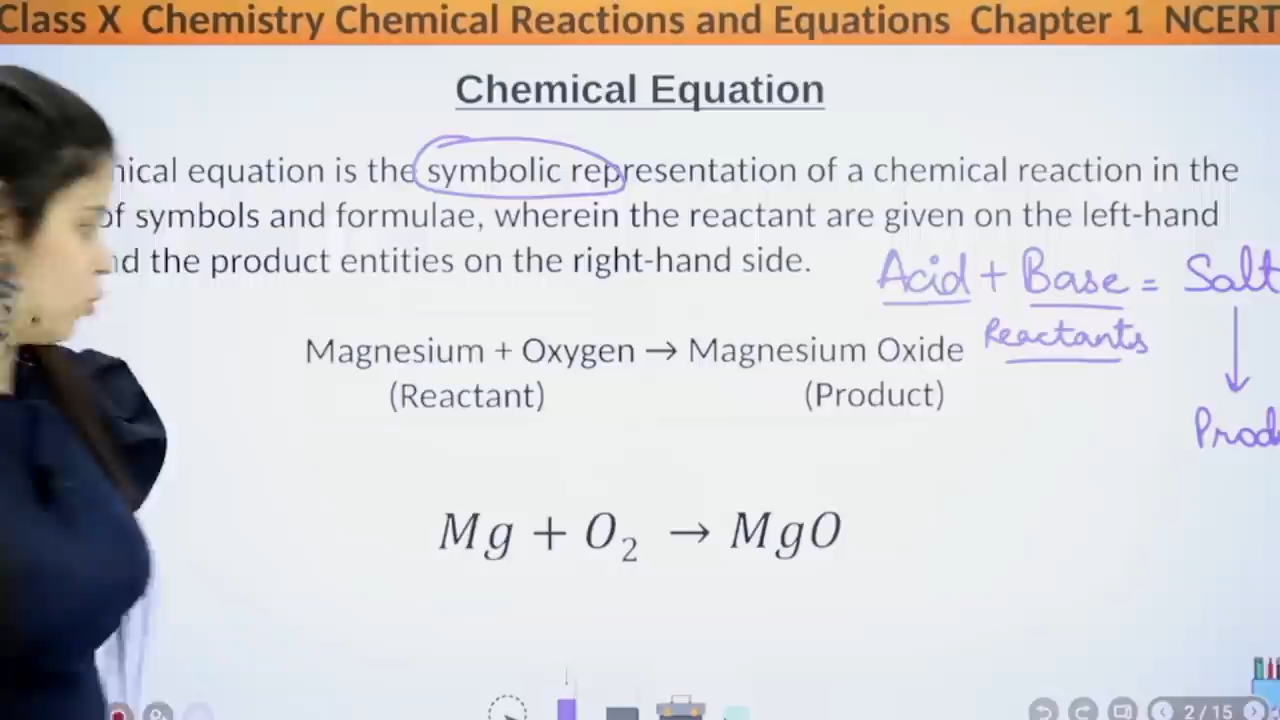 Class X Chemistry Chemical Reactions and Equations Chapter 1 NCERT
Chemical Equation
equation is the symbolic representation of a chemical reaction in the
of symbols and formulae, wherein the reactant are given on the left-hand
the product entities on the right-hand side.
Acid + Base = Salt
Reactants
Magnesium + Oxygen → Magnesium Oxide
(Reactant) (Product)
Mg + O₂ → MgO
2 / 15